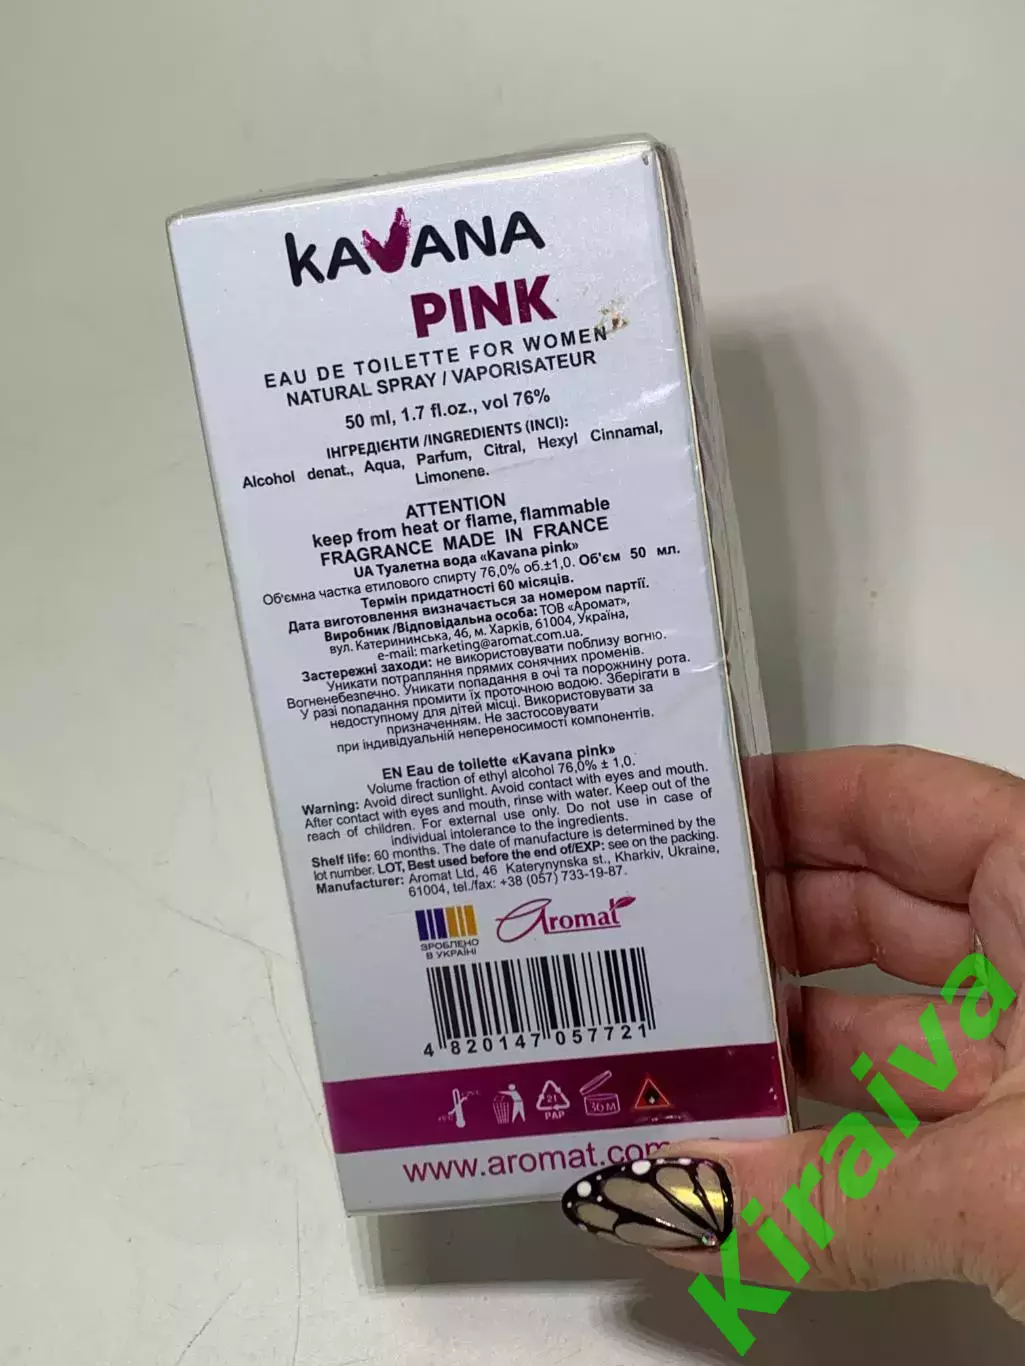 KAVANA
PINK
EAU DE TOILETTE FOR WOMEN
NATURAL SPRAY / VAPORISATEUR
50 ml, 1.7 fl.oz., vol 76%
ІНГРЕДІЄНТИ /INGREDIENTS (INCI):
Alcohol denat., Aqua, Parfum, Citral, Hexyl Cinnamal,
Limonene.
ATTENTION
keep from heat or flame, flammable
FRAGRANCE MADE IN FRANCE
UA Туалетна вода «Kavana pink»
Об'ємна частка етилового спирту 76,0% об.±1,0. Об'єм 50 мл.
Термін придатності 60 місяців.
Дата виготовлення визначається за номером партії.
Виробник /Відповідальна особа: ТОВ «Аромат»,
вул. Катерининська, 46, м. Харків, 61004, Україна,
e-mail: marketing@aromat.com.ua.
Застережні заходи: не використовувати поблизу вогню.
Уникати потрапляння прямих сонячних променів.
Вогненебезпечно. Уникати попадання в очі та порожнину рота.
У разі попадання промити їх проточною водою. Зберігати в
недоступному для дітей місці. Використовувати за
призначенням. Не застосовувати
при індивідуальній непереносимості компонентів.
EN Eau de toilette «Kavana pink»
Volume fraction of ethyl alcohol 76,0% ± 1,0.
Warning: Avoid direct sunlight. Avoid contact with eyes and mouth.
After contact with eyes and mouth, rinse with water. Keep out of the
reach of children. For external use only. Do not use in case of
individual intolerance to the ingredients.
Shelf life: 60 months. The date of manufacture is determined by the
lot number. LOT, Best used before the end of/EXP: see on the packing.
Manufacturer: Aromat Ltd, 46 Katerynynska st., Kharkiv, Ukraine,
61004, tel./fax: +38 (057) 733-19-87.
ЗРОБЛЕНО
В УКРАЇНІ
Aromat
4 820147 057721
21
PAP
30 M
www.aromat.com
Kiraiva